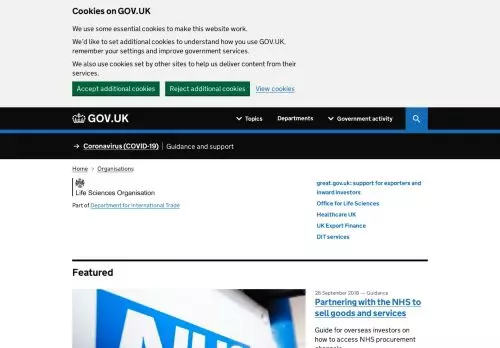 Cookies on GOV.UK
We use some essential cookies to make this website work.
We'd like to set additional cookies to understand how you use GOV.UK,
remember your settings and improve government services.
We also use cookies set by other sites to help us deliver content from their
services.
Accept additional cookies
Reject additional cookies
View cookies
GOV.UK
Topics
Departments
Government activity
→ Coronavirus (COVID-19) | Guidance and support
Home > Organisations
Life Sciences Organisation
Part of Department for International Trade
great.gov.uk: support for exporters and
inward investors
Office for Life Sciences
Healthcare UK
UK Export Finance
DIT services
Featured
NHS
28 September 2018 — Guidance
Partnering with the NHS to
sell goods and services
Guide for overseas investors on
how to access NHS procurement
channels